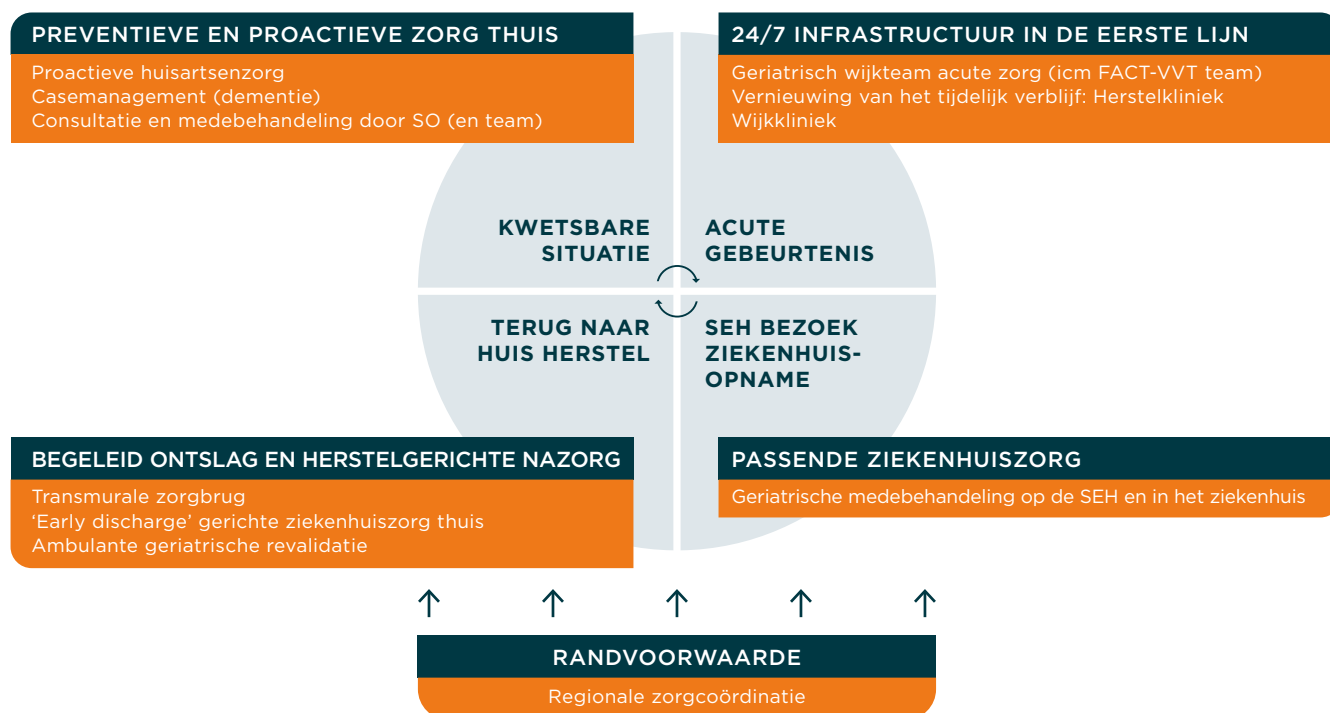 PREVENTIEVE EN PROACTIEVE ZORG THUIS
Proactieve huisartsenzorg
Casemanagement (dementie)
Consultatie en medebehandeling door SO (en team)
24/7 INFRASTRUCTUUR IN DE EERSTE LIJN
Geriatrisch wijkteam acute zorg (icm FACT-VVT team)
Vernieuwing van het tijdelijk verblijf: Herstelkliniek
Wijkkliniek
KWETSBARE
SITUATIE
ACUTE
GEBEURTENIS
TERUG NAAR
HUIS HERSTEL
SEH BEZOEK
ZIEKENHUIS-
OPNAME
BEGELEID ONTSLAG EN HERSTELGERICHTE NAZORG
Transmurale zorgbrug
‘Early discharge’ gerichte ziekenhuiszorg thuis
Ambulante geriatrische revalidatie
PASSENDE ZIEKENHUISZORG
Geriatrische medebehandeling op de SEH en in het ziekenhuis
RANDVOORWAARDE
Regionale zorgcoördinatie